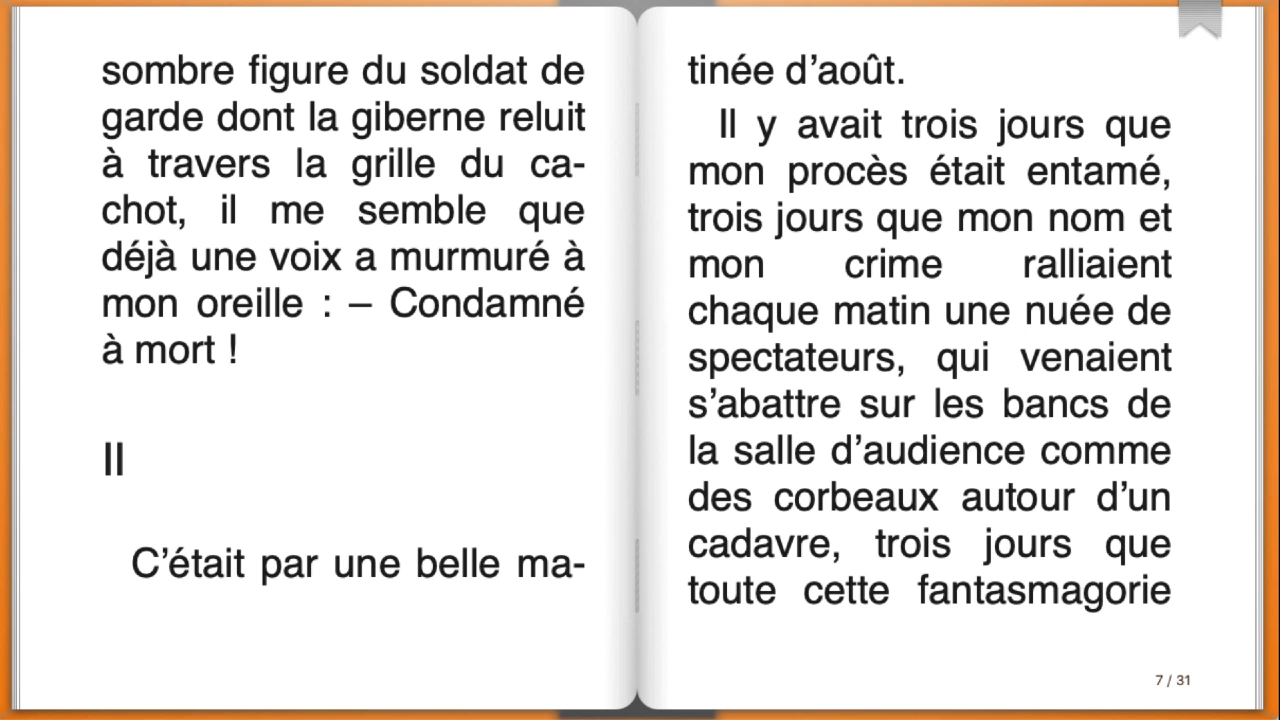 sombre figure du soldat de
garde dont la giberne reluit
à travers la grille du ca-
chot, il me semble que
déjà une voix a murmuré à
mon oreille : – Condamné
à mort !
II
C’était par une belle ma-
tinée d’août.
Il y avait trois jours que
mon procès était entamé,
trois jours que mon nom et
mon crime ralliaient
chaque matin une nuée de
spectateurs, qui venaient
s’abattre sur les bancs de
la salle d’audience comme
des corbeaux autour d’un
cadavre, trois jours que
toute cette fantasmagorie
7 / 31